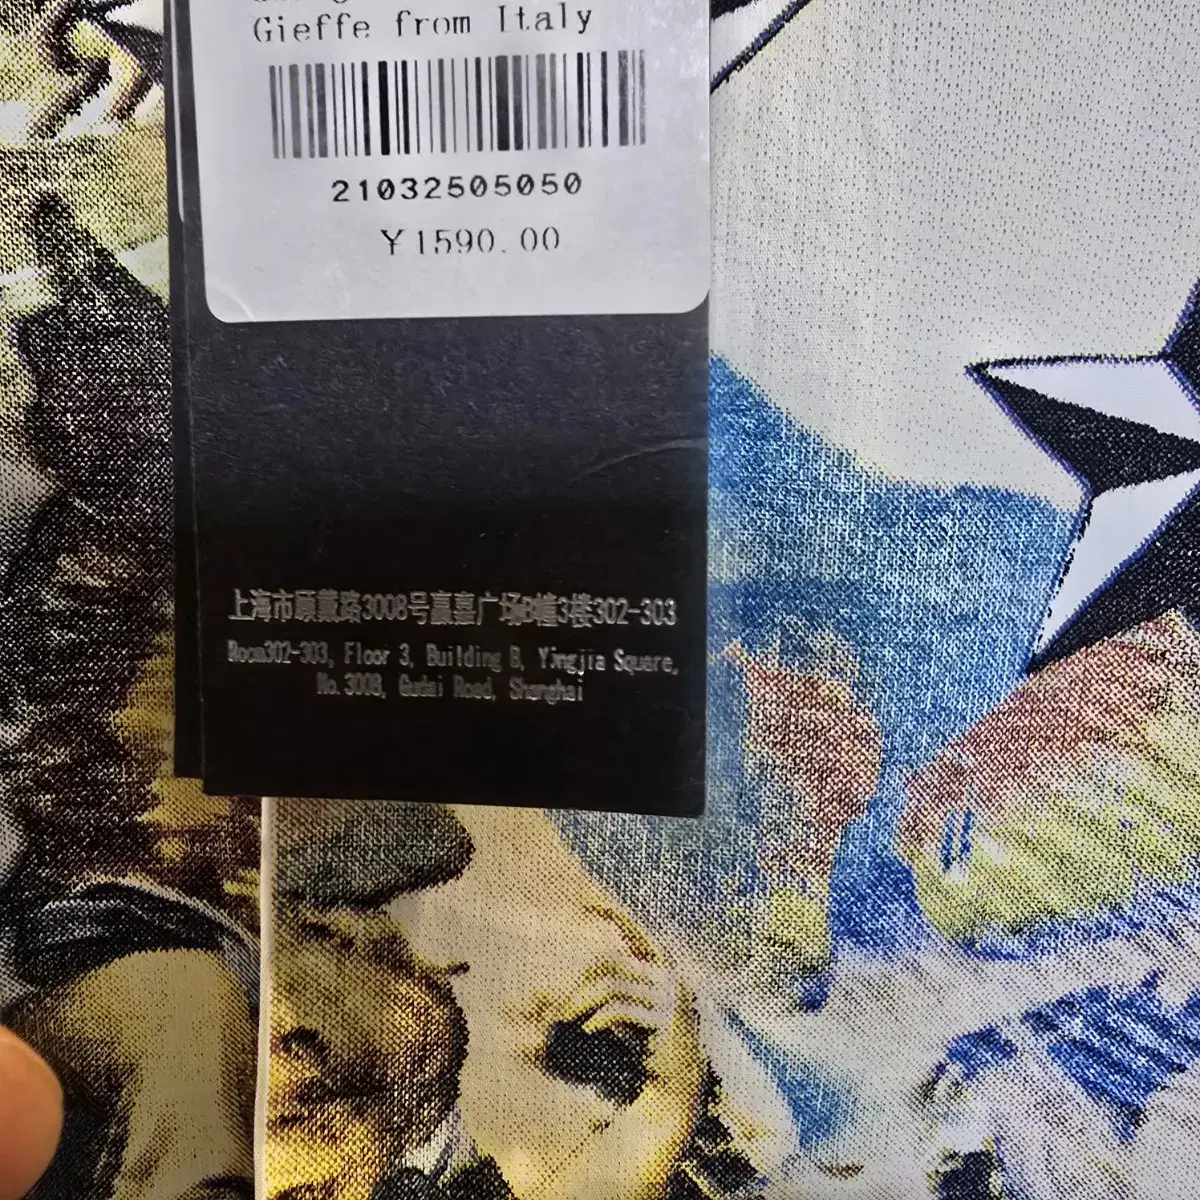 Gieffe from Italy
21032505050
¥1590.00
上海市顾戴路3008号赢嘉广场B幢3楼302-303
Room302-303, Floor 3, Building B, Yingjia Square,
No.3008, Gudai Road, Shanghai